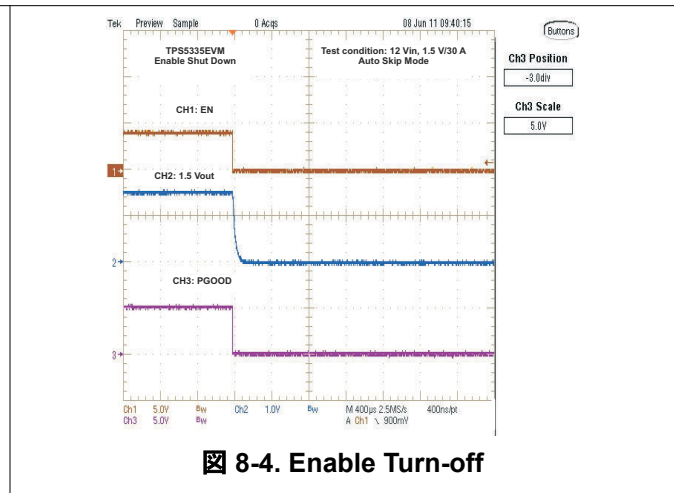 Tek Preview Sample 0 Acqs 08 Jun 11 09:40:15
Buttons
TPS5335EVM
Enable Shut Down
Test condition: 12 Vin, 1.5 V/30 A
Auto Skip Mode
Ch3 Position
-3.0div
Ch3 Scale
5.0V
CH1: EN
1
CH2: 1.5 Vout
2
CH3: PGOOD
3
Ch1 5.0V Bw Ch2 1.0V Bw M 400µs 2.5MS/s 400ns/pt
Ch3 5.0V Bw A Ch1 \ 900mV
図 8-4. Enable Turn-off